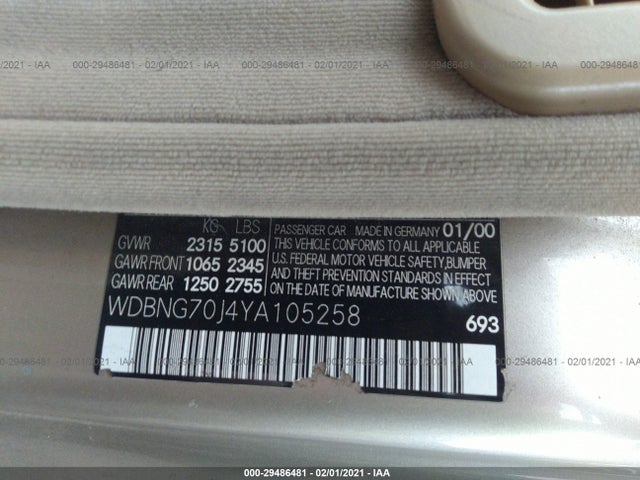 000-29486481 - 02/01/2021 - IAA
KG LBS
GVWR 2315 5100
GAWR FRONT 1065 2345
GAWR REAR 1250 2755
PASSENGER CAR MADE IN GERMANY 01/00
THIS VEHICLE CONFORMS TO ALL APPLICABLE
U.S. FEDERAL MOTOR VEHICLE SAFETY, BUMPER
AND THEFT PREVENTION STANDARDS IN EFFECT
ON THE DATE OF MANUFACTURE SHOWN ABOVE
WDBNG70J4YA105258
693
000-29486481 - 02/01/2021 - IAA